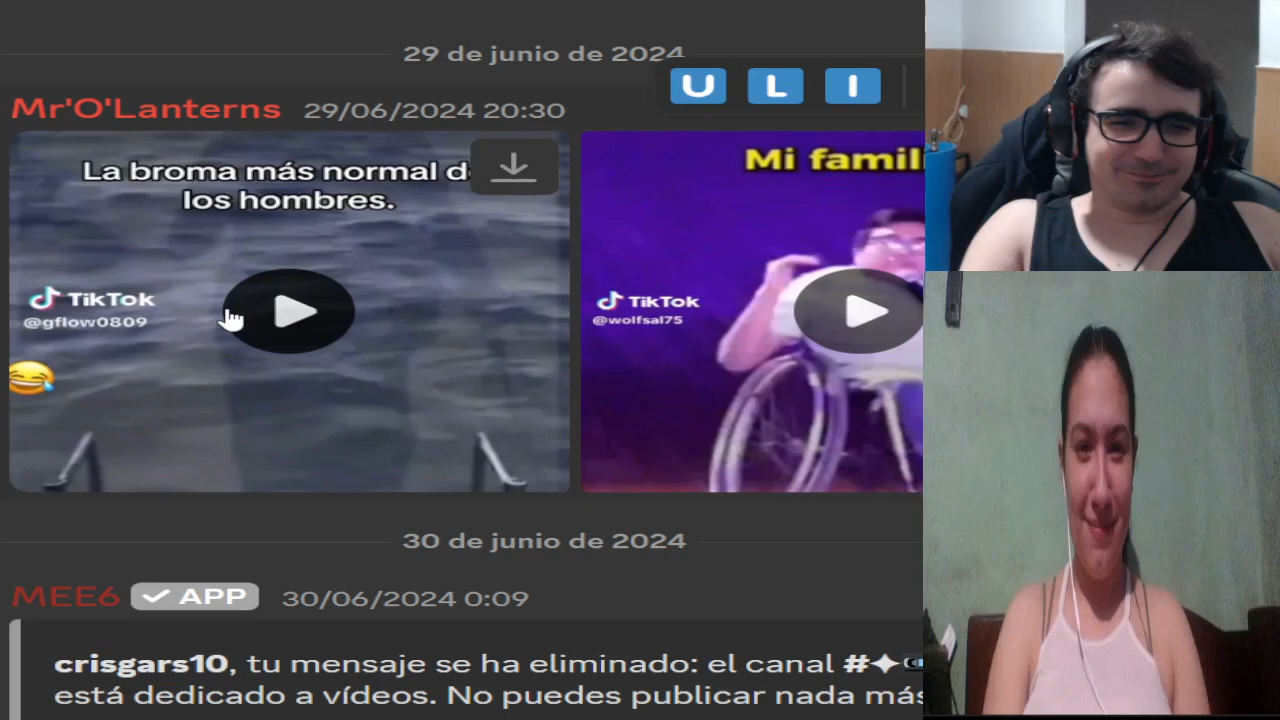 29 de junio de 2024
U L I
Mr'O'Lanterns 29/06/2024 20:30
La broma más normal d
los hombres.
TikTok
@gflow0809
Mi famil
TikTok
@wolfsal75
30 de junio de 2024
MEE6 APP 30/06/2024 0:09
crisgars10, tu mensaje se ha eliminado: el canal #
está dedicado a vídeos. No puedes publicar nada más